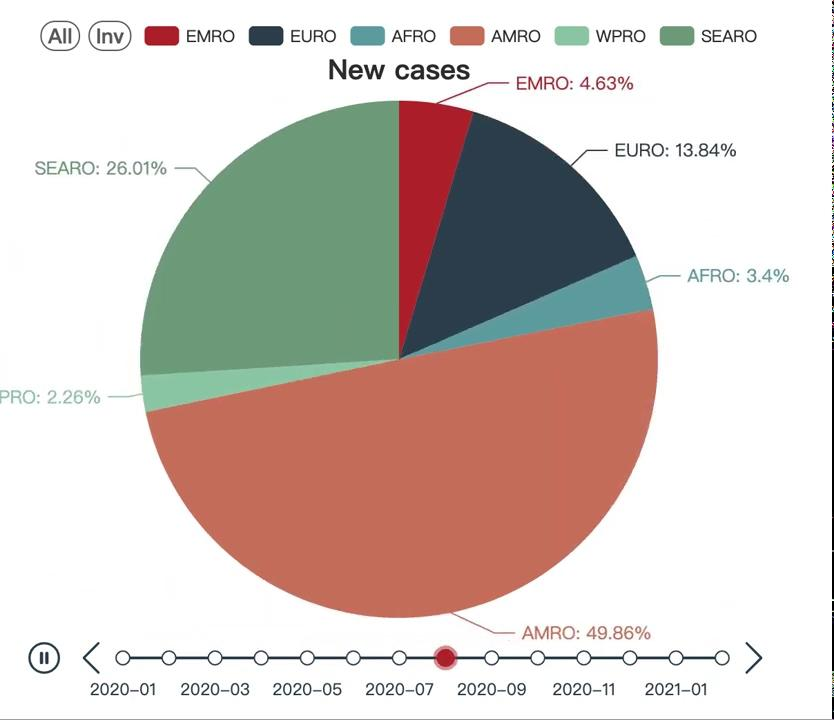 All Inv EMRO EURO AFRO AMRO WPRO SEARO
New cases
EMRO: 4.63%
EURO: 13.84%
SEARO: 26.01%
AFRO: 3.4%
PRO: 2.26%
AMRO: 49.86%
2020-01 2020-03 2020-05 2020-07 2020-09 2020-11 2021-01